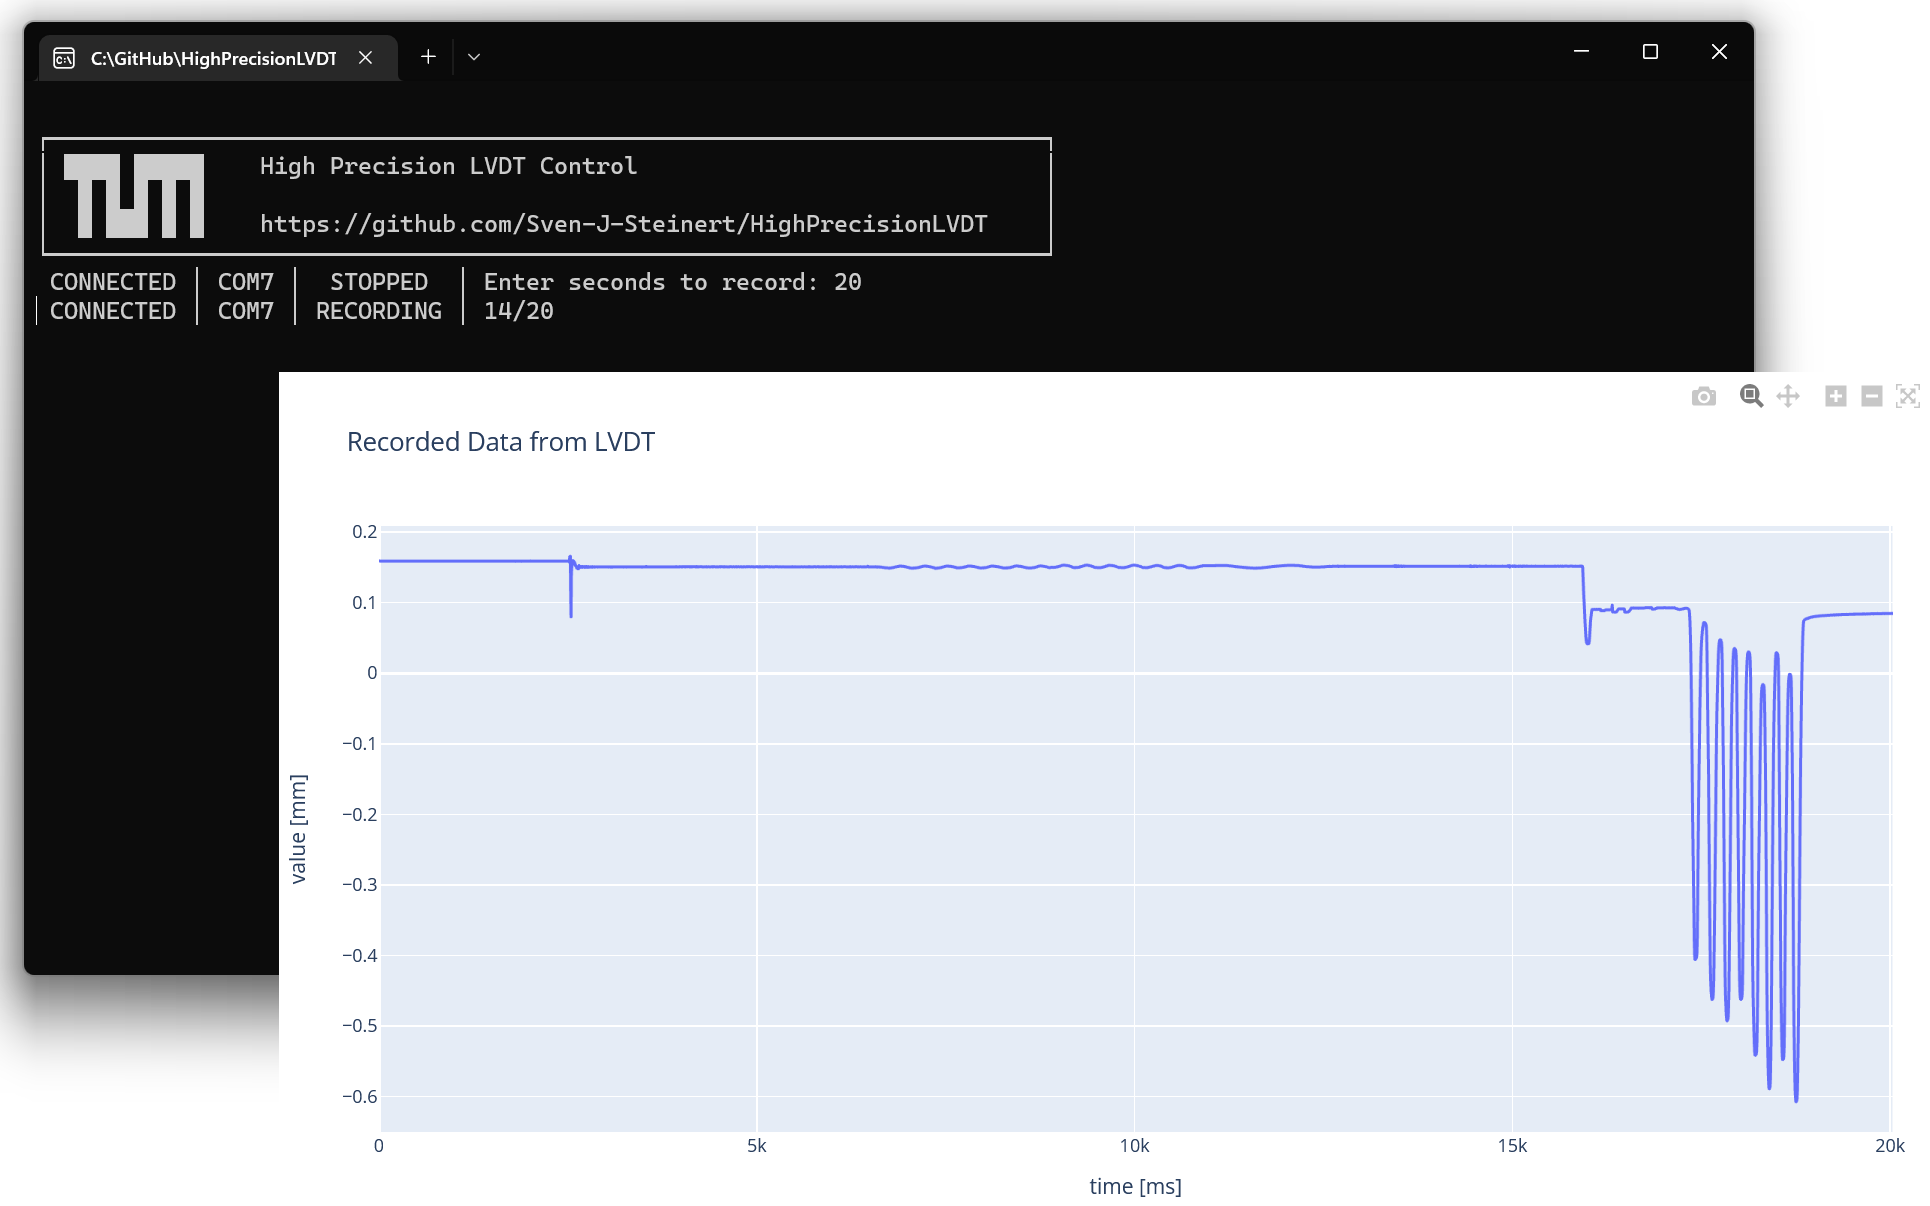 C:\GitHub\HighPrecisionLVDT
TUM
High Precision LVDT Control
https://github.com/Sven-J-Steinert/HighPrecisionLVDT
CONNECTED │ COM7 │ STOPPED │ Enter seconds to record: 20
CONNECTED │ COM7 │ RECORDING │ 14/20
Recorded Data from LVDT
0.2
0.1
0
−0.1
−0.2
−0.3
−0.4
−0.5
−0.6
value [mm]
0 5k 10k 15k 20k
time [ms]